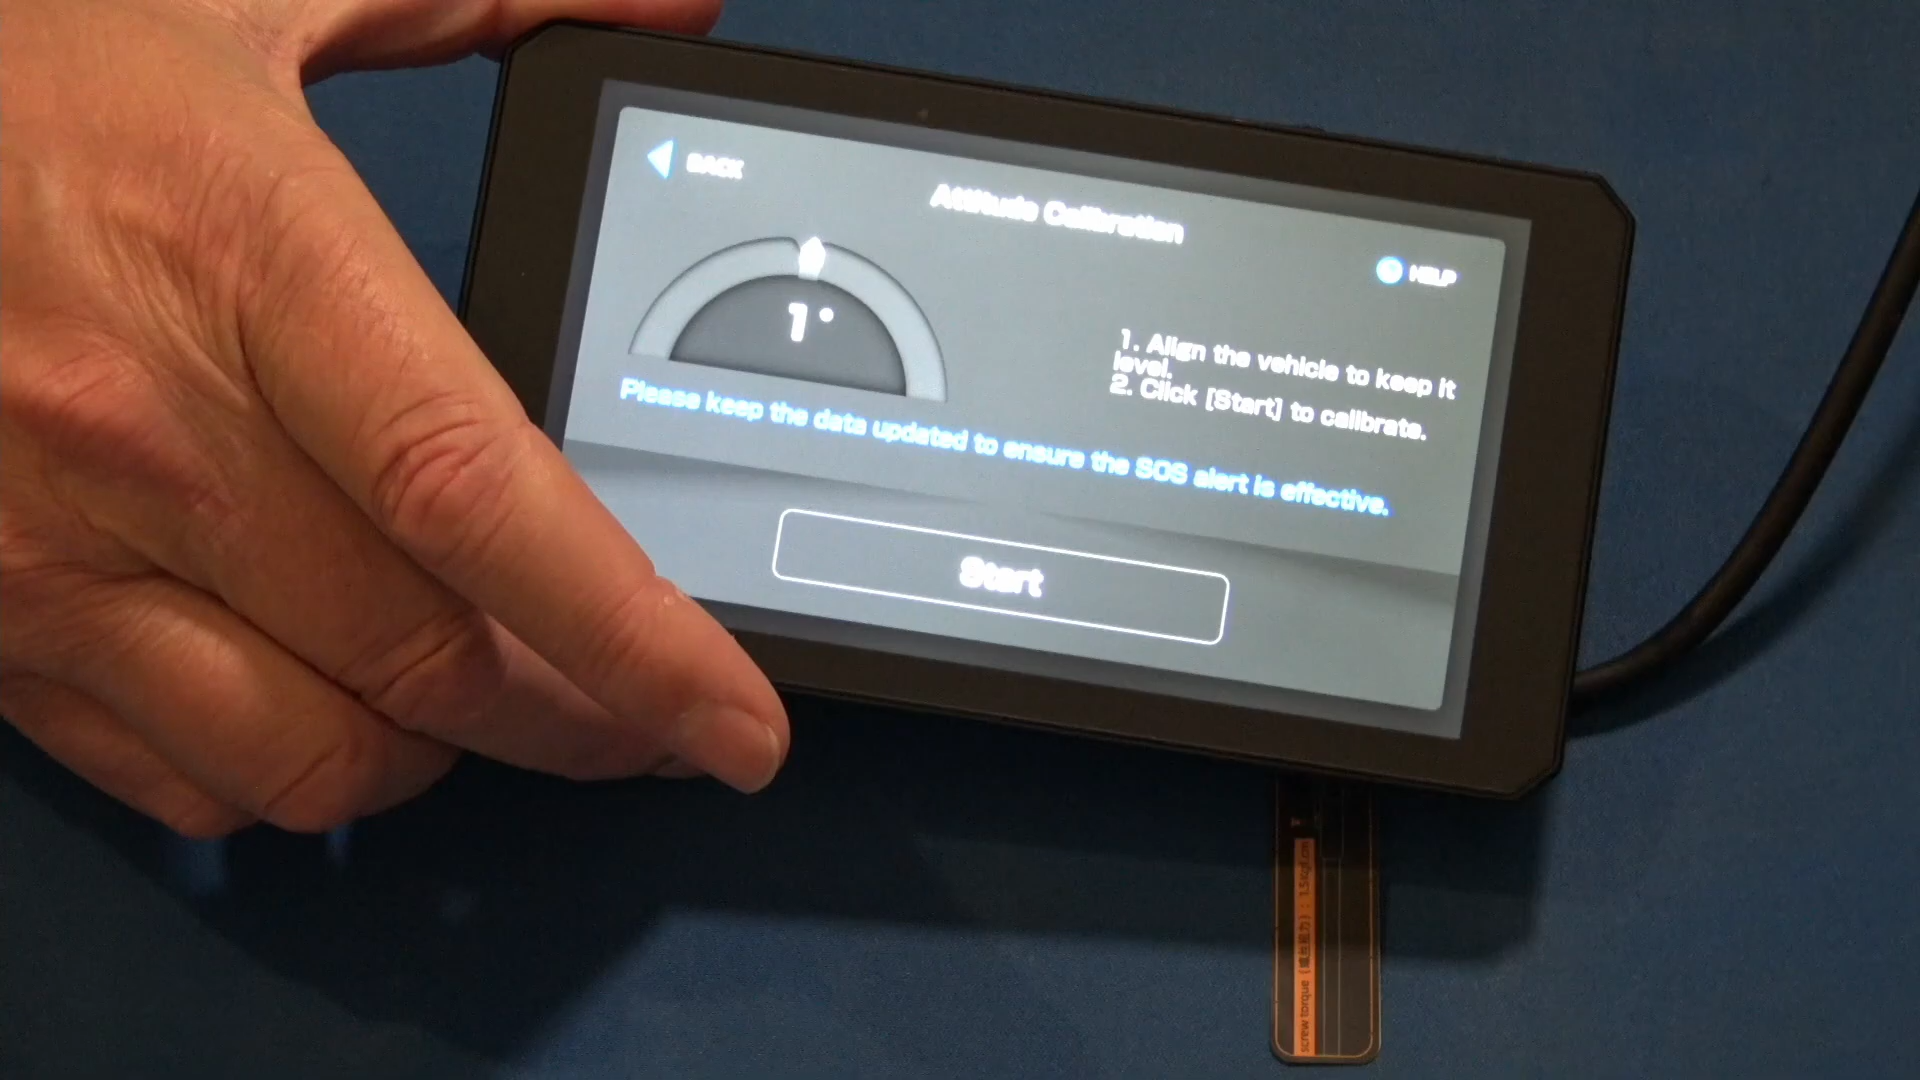 BACK
Attitude Calibration
HELP
1°
1. Align the vehicle to keep it
level.
2. Click [Start] to calibrate.
Please keep the data updated to ensure the SOS alert is effective.
Start
screw torque
1.5Kgf.cm